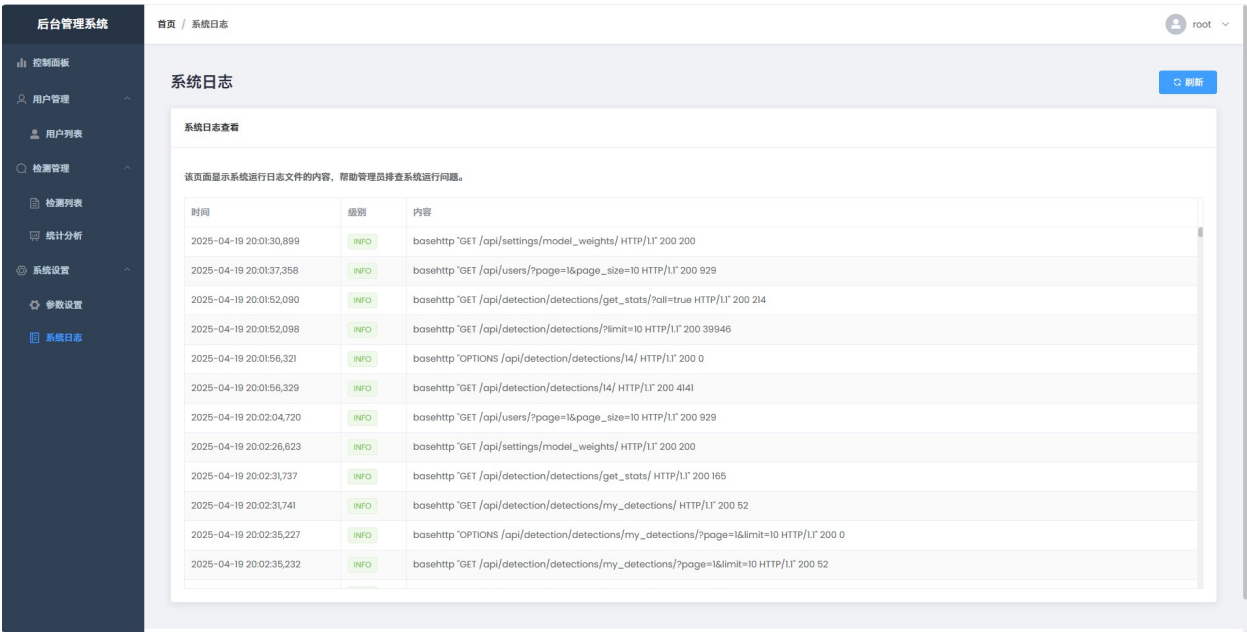 后台管理系统
首页 / 系统日志
root
控制面板
用户管理
用户列表
检测管理
检测列表
统计分析
系统设置
参数设置
系统日志
系统日志
刷新
系统日志查看
该页面显示系统运行日志文件的内容，帮助管理员排查系统运行问题。
时间 级别 内容
2025-04-19 20:01:30,899 INFO basehttp "GET /api/settings/model_weights/ HTTP/1.1" 200 200
2025-04-19 20:01:37,358 INFO basehttp "GET /api/users/?page=1&page_size=10 HTTP/1.1" 200 929
2025-04-19 20:01:52,090 INFO basehttp "GET /api/detection/detections/get_stats/?all=true HTTP/1.1" 200 214
2025-04-19 20:01:52,098 INFO basehttp "GET /api/detection/detections/?limit=10 HTTP/1.1" 200 39946
2025-04-19 20:01:56,321 INFO basehttp "OPTIONS /api/detection/detections/14/ HTTP/1.1" 200 0
2025-04-19 20:01:56,329 INFO basehttp "GET /api/detection/detections/14/ HTTP/1.1" 200 4141
2025-04-19 20:02:04,720 INFO basehttp "GET /api/users/?page=1&page_size=10 HTTP/1.1" 200 929
2025-04-19 20:02:26,623 INFO basehttp "GET /api/settings/model_weights/ HTTP/1.1" 200 200
2025-04-19 20:02:31,737 INFO basehttp "GET /api/detection/detections/get_stats/ HTTP/1.1" 200 165
2025-04-19 20:02:31,741 INFO basehttp "GET /api/detection/detections/my_detections/ HTTP/1.1" 200 52
2025-04-19 20:02:35,227 INFO basehttp "OPTIONS /api/detection/detections/my_detections/?page=1&limit=10 HTTP/1.1" 200 0
2025-04-19 20:02:35,232 INFO basehttp "GET /api/detection/detections/my_detections/?page=1&limit=10 HTTP/1.1" 200 52